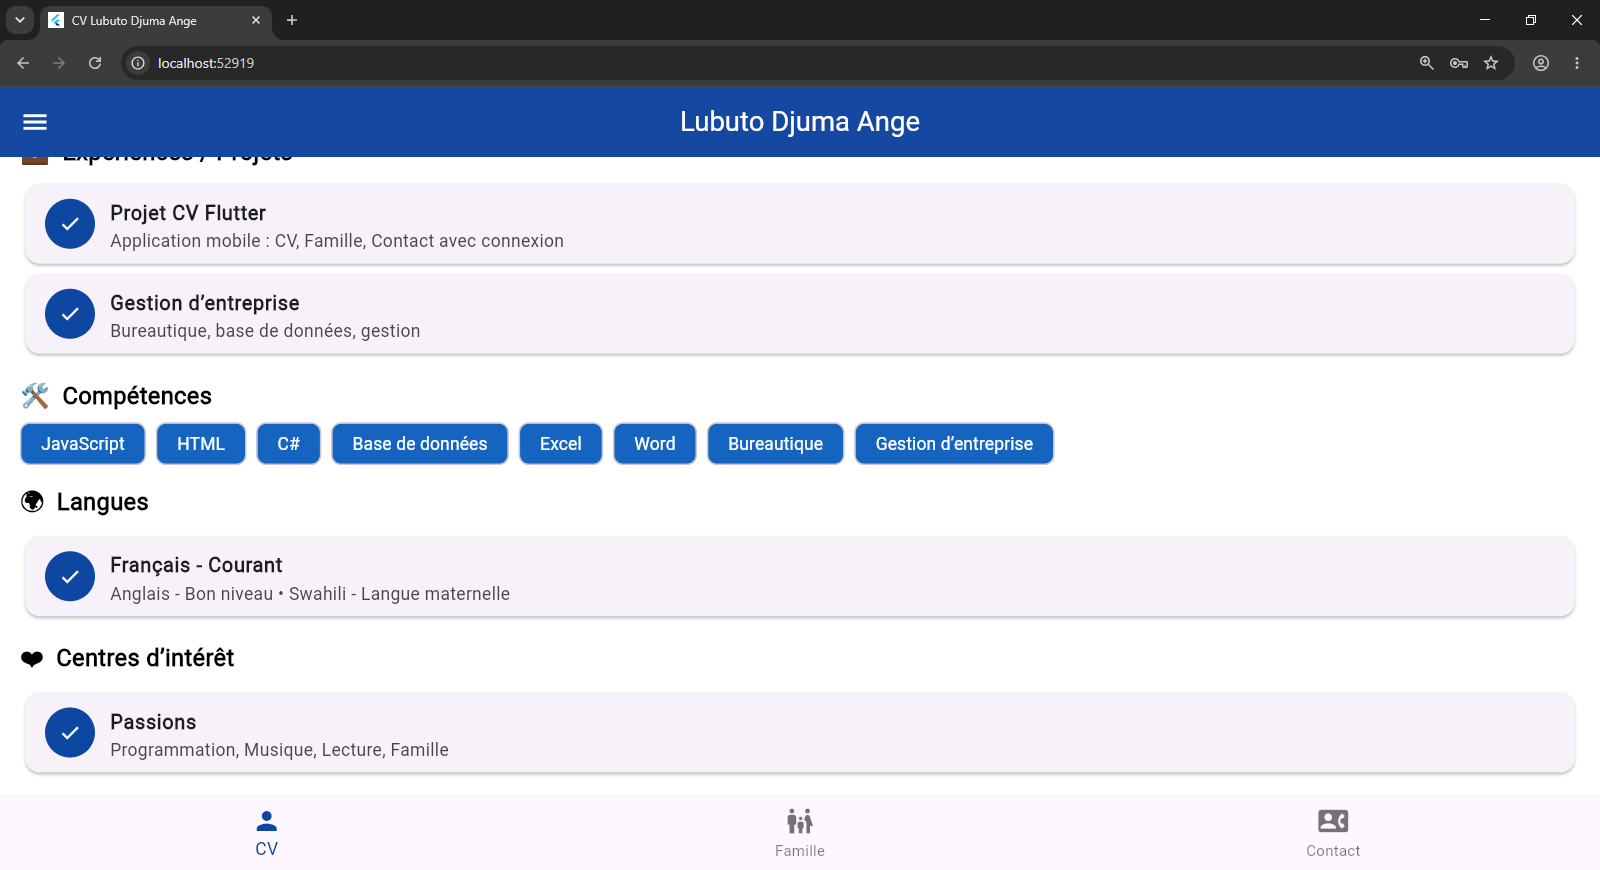 CV Lubuto Djuma Ange
localhost:52919
Lubuto Djuma Ange
Expériences / Projets
Projet CV Flutter
Application mobile : CV, Famille, Contact avec connexion
Gestion d’entreprise
Bureautique, base de données, gestion
Compétences
JavaScript
HTML
C#
Base de données
Excel
Word
Bureautique
Gestion d’entreprise
Langues
Français - Courant
Anglais - Bon niveau • Swahili - Langue maternelle
Centres d’intérêt
Passions
Programmation, Musique, Lecture, Famille
CV
Famille
Contact